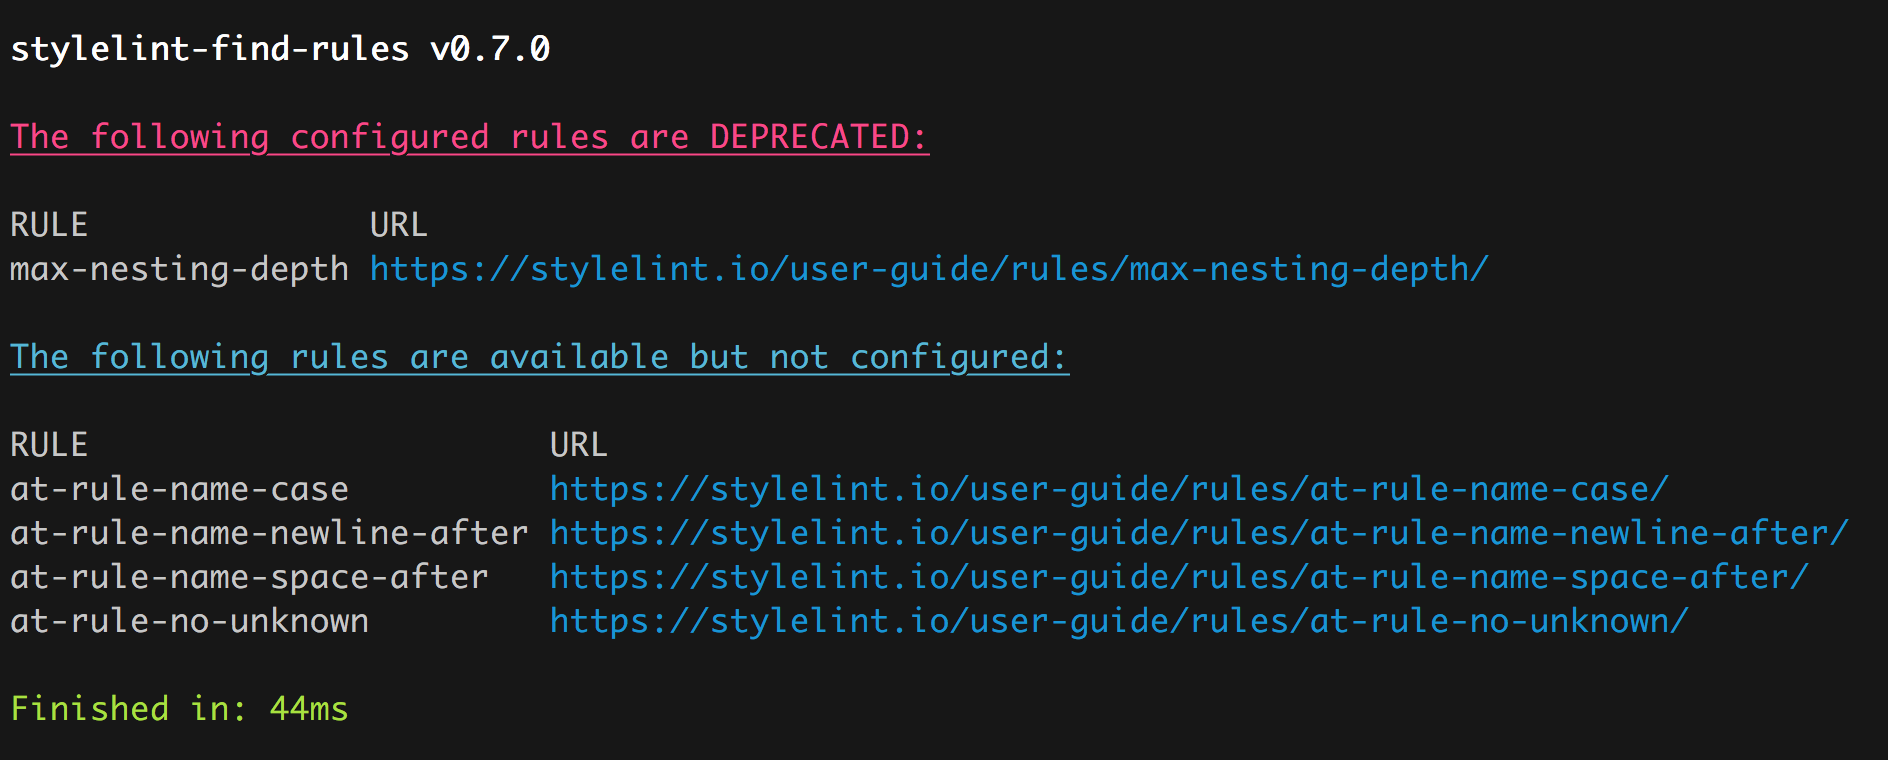 stylelint-find-rules v0.7.0
The following configured rules are DEPRECATED:
RULE URL
max-nesting-depth https://stylelint.io/user-guide/rules/max-nesting-depth/
The following rules are available but not configured:
RULE URL
at-rule-name-case https://stylelint.io/user-guide/rules/at-rule-name-case/
at-rule-name-newline-after https://stylelint.io/user-guide/rules/at-rule-name-newline-after/
at-rule-name-space-after https://stylelint.io/user-guide/rules/at-rule-name-space-after/
at-rule-no-unknown https://stylelint.io/user-guide/rules/at-rule-no-unknown/
Finished in: 44ms